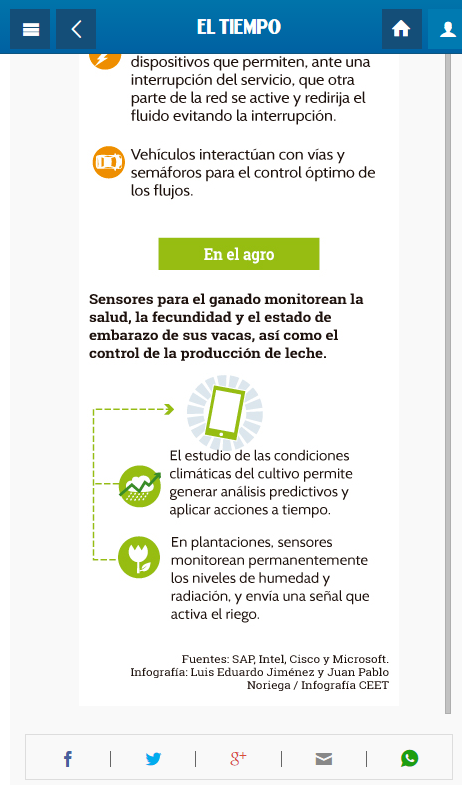 EL TIEMPO
dispositivos que permiten, ante una
interrupción del servicio, que otra
parte de la red se active y redirija el
fluido evitando la interrupción.
Vehículos interactúan con vías y
semáforos para el control óptimo de
los flujos.
En el agro
Sensores para el ganado monitorean la
salud, la fecundidad y el estado de
embarazo de sus vacas, así como el
control de la producción de leche.
El estudio de las condiciones
climáticas del cultivo permite
generar análisis predictivos y
aplicar acciones a tiempo.
En plantaciones, sensores
monitorean permanentemente
los niveles de humedad y
radiación, y envía una señal que
activa el riego.
Fuentes: SAP, Intel, Cisco y Microsoft.
Infografía: Luis Eduardo Jiménez y Juan Pablo
Noriega / Infografía CEET